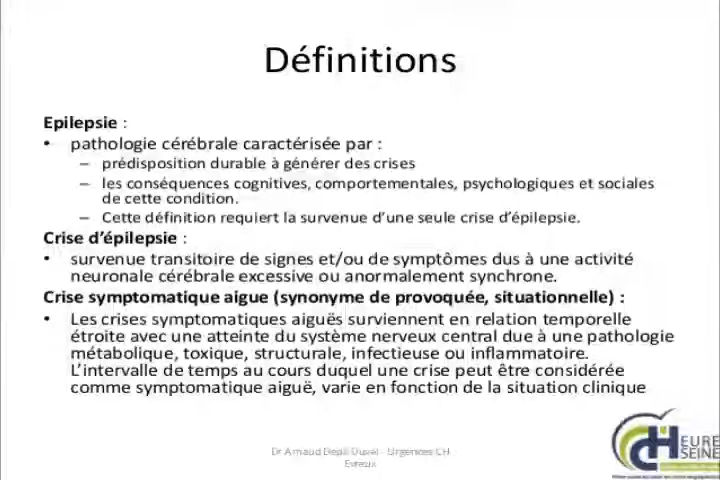 Définitions
Epilepsie :
• pathologie cérébrale caractérisée par :
– prédisposition durable à générer des crises
– les conséquences cognitives, comportementales, psychologiques et sociales
de cette condition.
– Cette définition requiert la survenue d'une seule crise d'épilepsie.
Crise d'épilepsie :
• survenue transitoire de signes et/ou de symptômes dus à une activité
neuronale cérébrale excessive ou anormalement synchrone.
Crise symptomatique aigue (synonyme de provoquée, situationnelle) :
• Les crises symptomatiques aiguës surviennent en relation temporelle
étroite avec une atteinte du système nerveux central due à une pathologie
métabolique, toxique, structurale, infectieuse ou inflammatoire.
L'intervalle de temps au cours duquel une crise peut être considérée
comme symptomatique aiguë, varie en fonction de la situation clinique
Dr Arnaud Depil Duval - Urgences CH
Evreux
EURE
SEINE